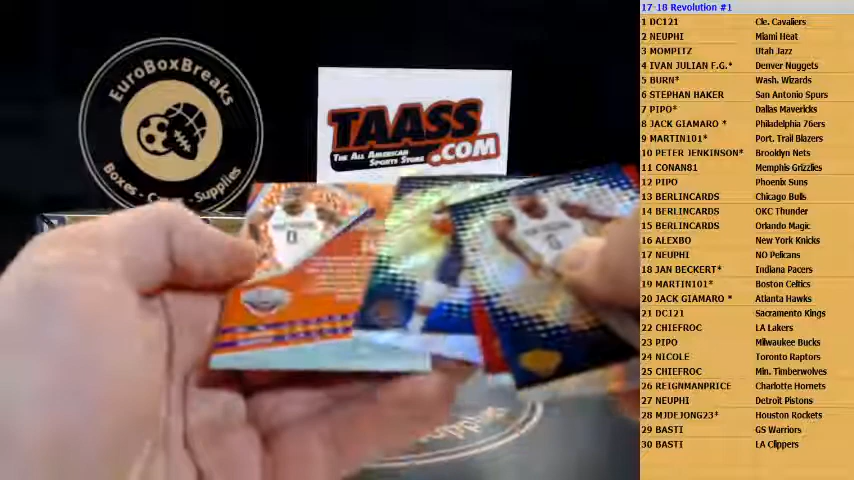 EuroBoxBreaks
Boxes · Cards · Supplies
TAASS
.COM
THE ALL AMERICAN
SPORTS STORE
0
17-18 Revolution #1
1 DC121 Cle. Cavaliers
2 NEUPHI Miami Heat
3 MOMPITZ Utah Jazz
4 IVAN JULIAN F.G.* Denver Nuggets
5 BURN* Wash. Wizards
6 STEPHAN HAKER San Antonio Spurs
7 PIPO* Dallas Mavericks
8 JACK GIAMARO * Philadelphia 76ers
9 MARTIN101* Port. Trail Blazers
10 PETER JENKINSON* Brooklyn Nets
11 CONAN81 Memphis Grizzlies
12 PIPO Phoenix Suns
13 BERLINCARDS Chicago Bulls
14 BERLINCARDS OKC Thunder
15 BERLINCARDS Orlando Magic
16 ALEXBO New York Knicks
17 NEUPHI NO Pelicans
18 JAN BECKERT* Indiana Pacers
19 MARTIN101* Boston Celtics
20 JACK GIAMARO * Atlanta Hawks
21 DC121 Sacramento Kings
22 CHIEFROC LA Lakers
23 PIPO Milwaukee Bucks
24 NICOLE Toronto Raptors
25 CHIEFROC Min. Timberwolves
26 REIGNMANPRICE Charlotte Hornets
27 NEUPHI Detroit Pistons
28 MJDEJONG23* Houston Rockets
29 BASTI GS Warriors
30 BASTI LA Clippers